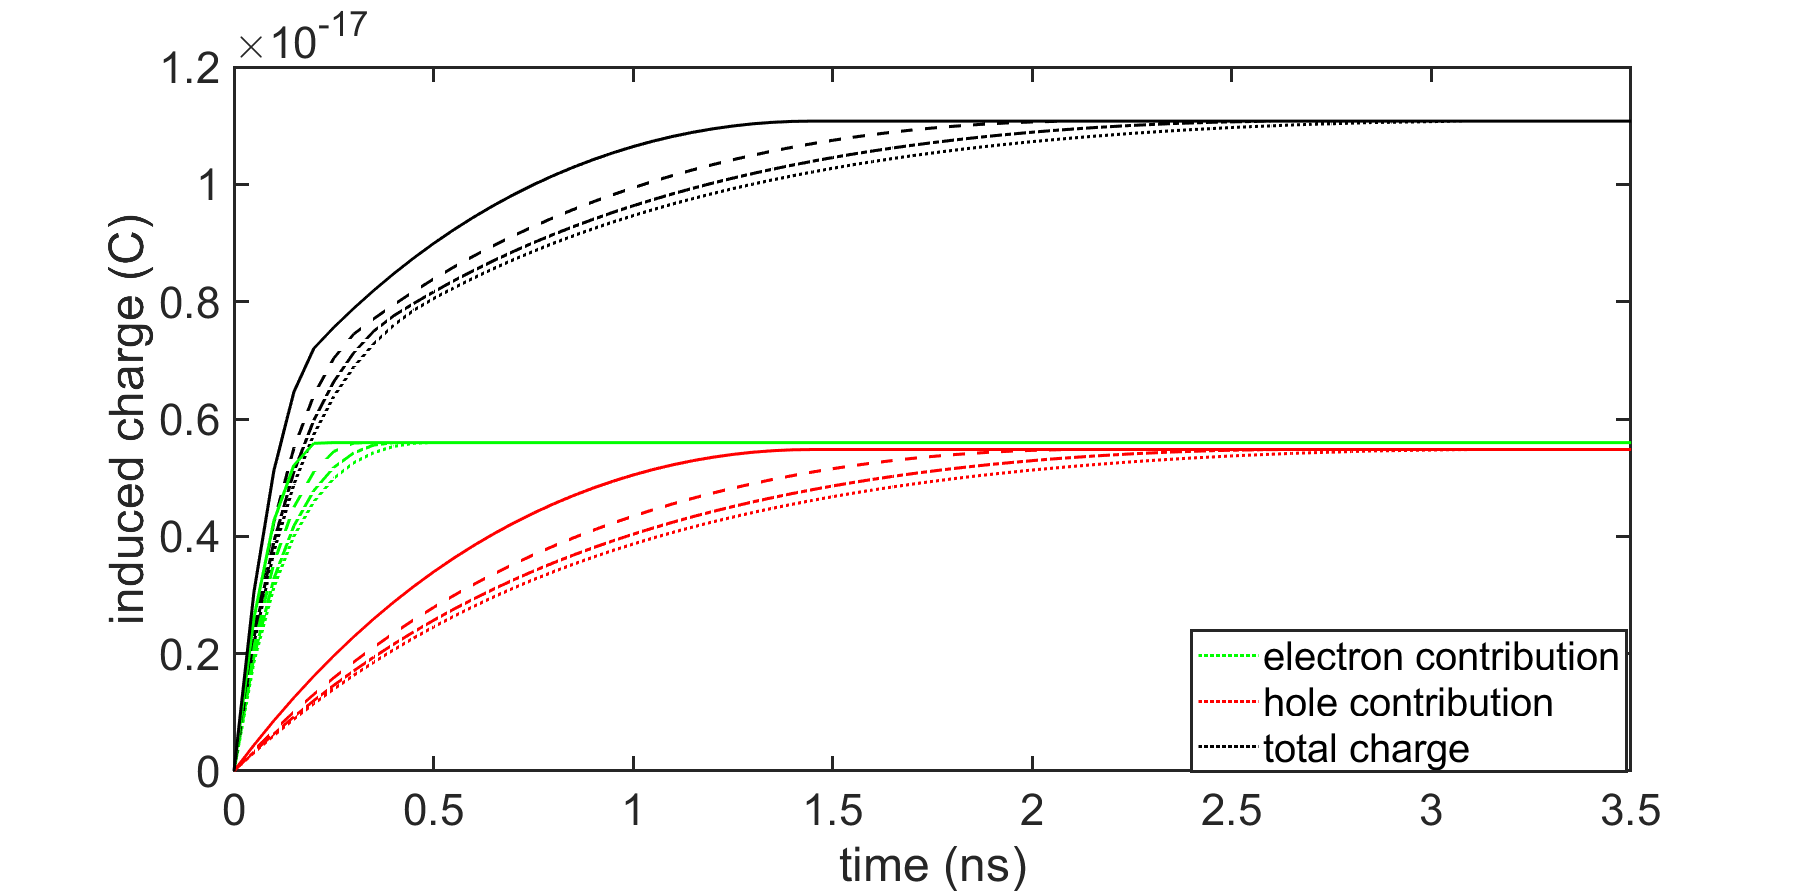 ×10-17
1.2
1
0.8
0.6
0.4
0.2
0
induced charge (C)
0 0.5 1 1.5 2 2.5 3 3.5
time (ns)
electron contribution
hole contribution
total charge